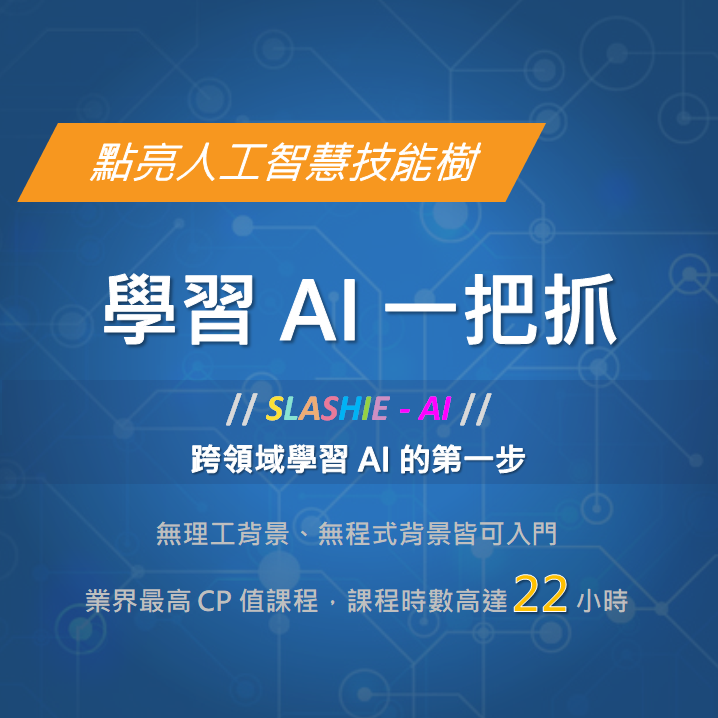 點亮人工智慧技能樹
學習 AI 一把抓
// SLASHIE - AI //
跨領域學習 AI 的第一步
無理工背景、無程式背景皆可入門
業界最高 CP 值課程，課程時數高達 22 小時